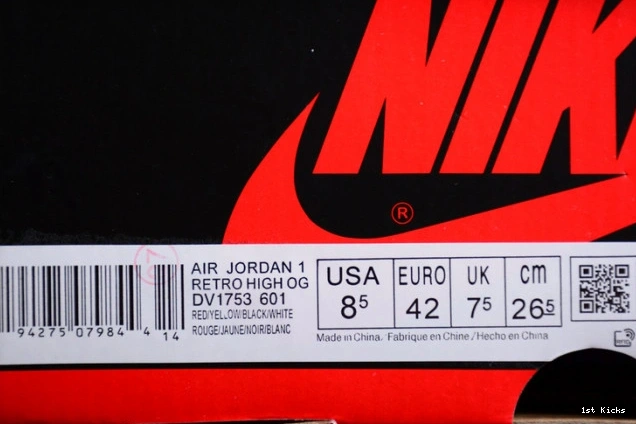 NIK
®
AIR JORDAN 1
RETRO HIGH OG
DV1753 601
RED/YELLOW/BLACK/WHITE
ROUGE/JAUNE/NOIR/BLANC
USA
8⁵
EURO
42
UK
7⁵
cm
26⁵
Made in China/ Fabrique en Chine /Hecho en China
94275 07984 4
14
1st Kicks